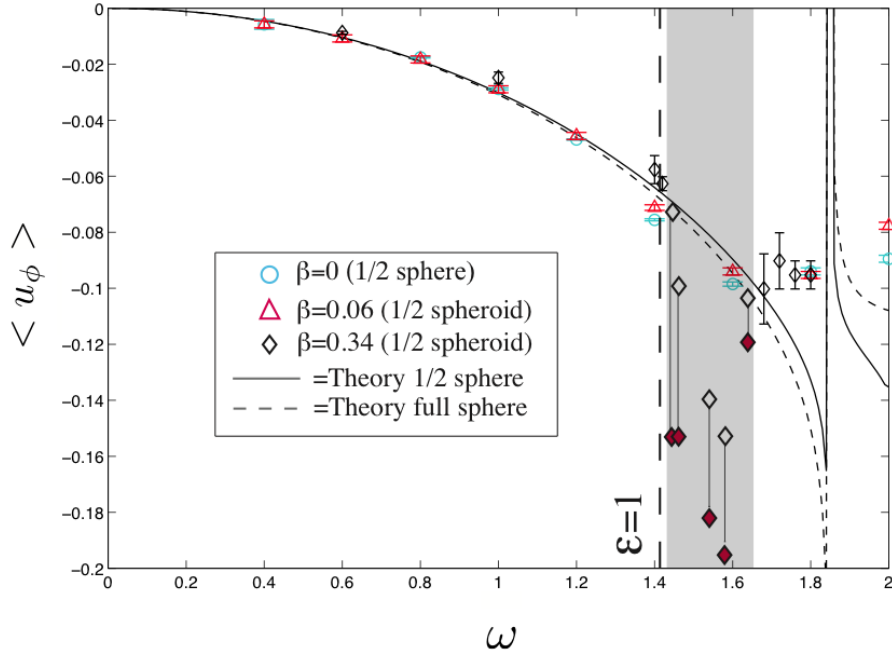 0
−0.02
−0.04
−0.06
−0.08
−0.1
−0.12
−0.14
−0.16
−0.18
−0.2
< u_ϕ >
β=0 (1/2 sphere)
β=0.06 (1/2 spheroid)
β=0.34 (1/2 spheroid)
=Theory 1/2 sphere
=Theory full sphere
ε=1
0 0.2 0.4 0.6 0.8 1 1.2 1.4 1.6 1.8 2
ω